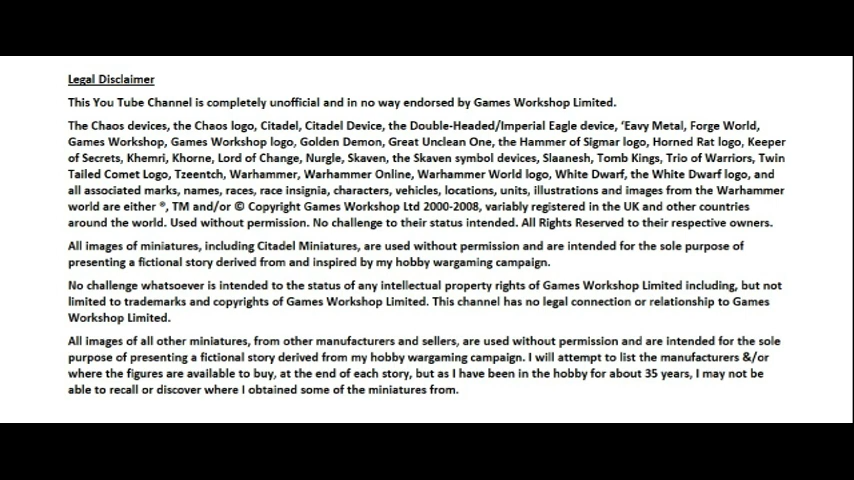 Legal Disclaimer
This You Tube Channel is completely unofficial and in no way endorsed by Games Workshop Limited.
The Chaos devices, the Chaos logo, Citadel, Citadel Device, the Double-Headed/Imperial Eagle device, ‘Eavy Metal, Forge World,
Games Workshop, Games Workshop logo, Golden Demon, Great Unclean One, the Hammer of Sigmar logo, Horned Rat logo, Keeper
of Secrets, Khemri, Khorne, Lord of Change, Nurgle, Skaven, the Skaven symbol devices, Slaanesh, Tomb Kings, Trio of Warriors, Twin
Tailed Comet Logo, Tzeentch, Warhammer, Warhammer Online, Warhammer World logo, White Dwarf, the White Dwarf logo, and
all associated marks, names, races, race insignia, characters, vehicles, locations, units, illustrations and images from the Warhammer
world are either ®, TM and/or © Copyright Games Workshop Ltd 2000-2008, variably registered in the UK and other countries
around the world. Used without permission. No challenge to their status intended. All Rights Reserved to their respective owners.
All images of miniatures, including Citadel Miniatures, are used without permission and are intended for the sole purpose of
presenting a fictional story derived from and inspired by my hobby wargaming campaign.
No challenge whatsoever is intended to the status of any intellectual property rights of Games Workshop Limited including, but not
limited to trademarks and copyrights of Games Workshop Limited. This channel has no legal connection or relationship to Games
Workshop Limited.
All images of all other miniatures, from other manufacturers and sellers, are used without permission and are intended for the sole
purpose of presenting a fictional story derived from my hobby wargaming campaign. I will attempt to list the manufacturers &/or
where the figures are available to buy, at the end of each story, but as I have been in the hobby for about 35 years, I may not be
able to recall or discover where I obtained some of the miniatures from.